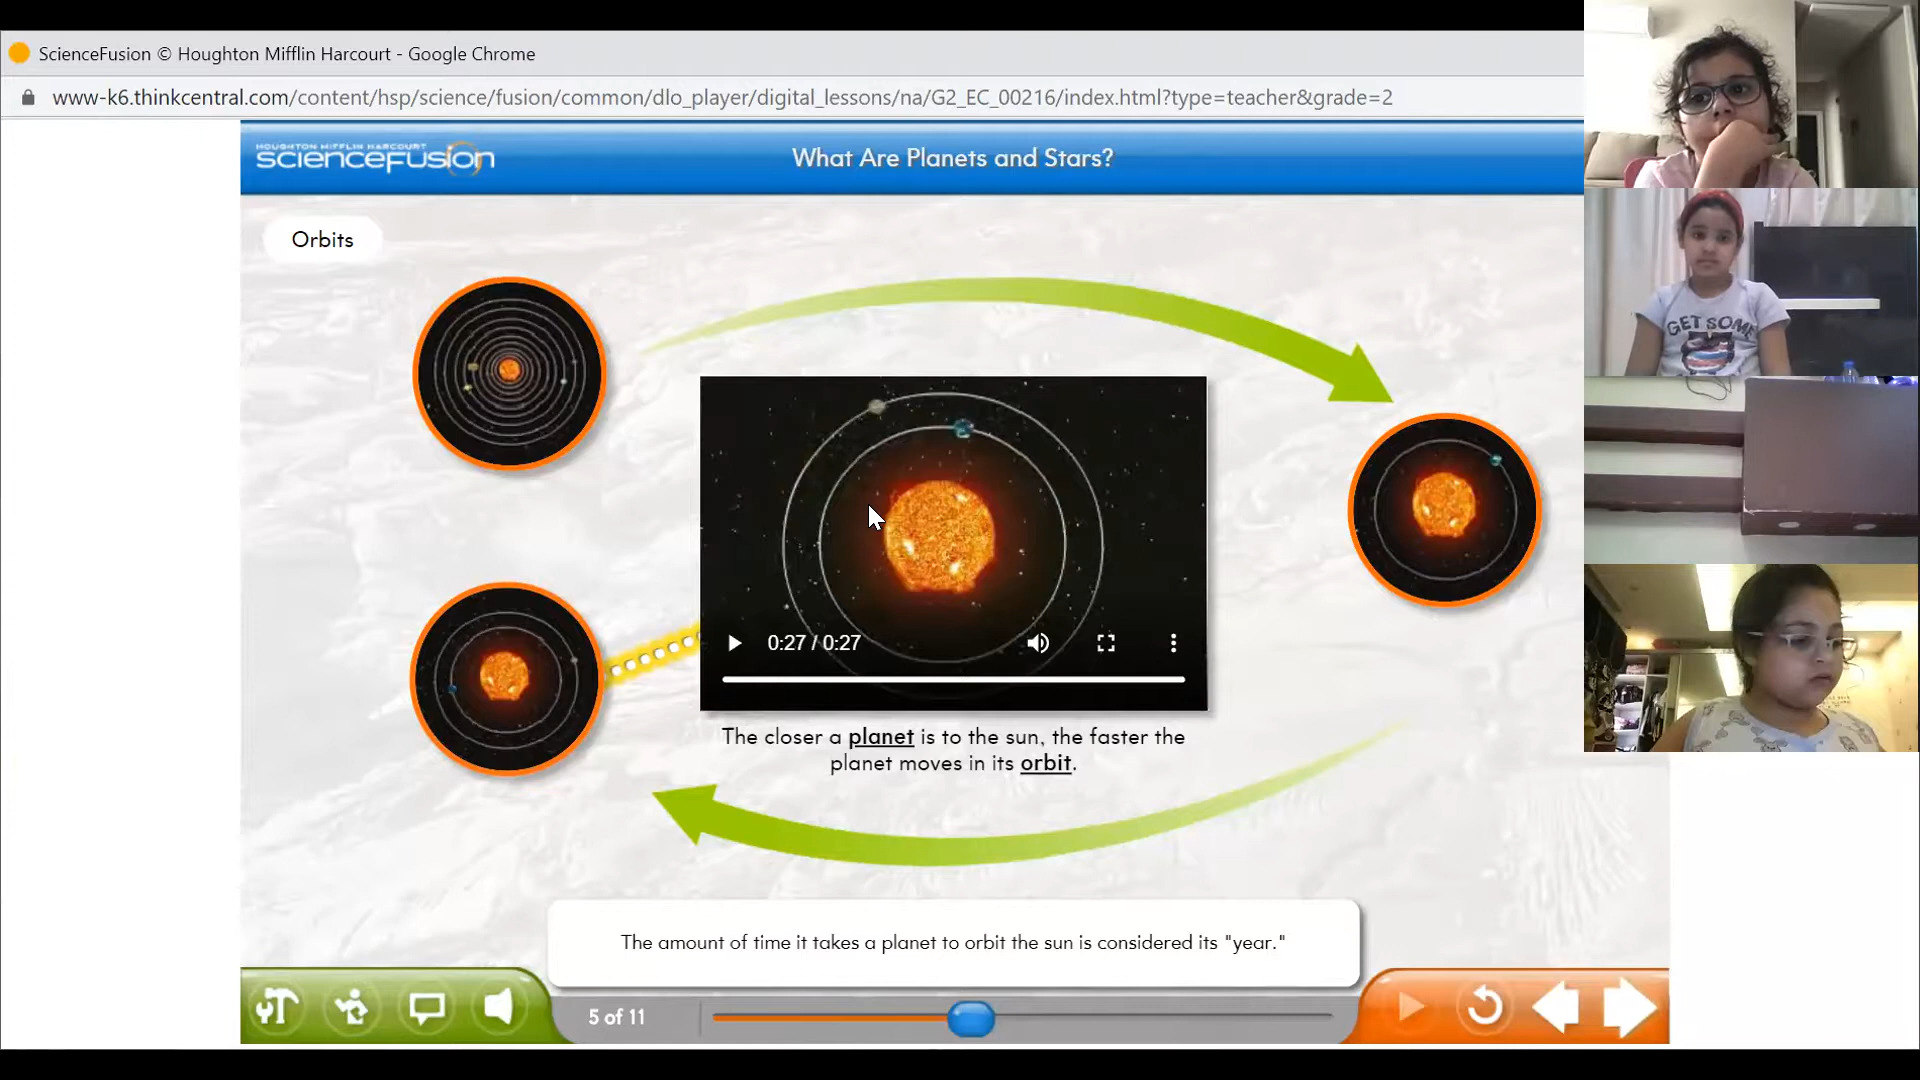 ScienceFusion © Houghton Mifflin Harcourt - Google Chrome
www-k6.thinkcentral.com/content/hsp/science/fusion/common/dlo_player/digital_lessons/na/G2_EC_00216/index.html?type=teacher&grade=2
HOUGHTON MIFFLIN HARCOURT
SCIENCEFUSION
What Are Planets and Stars?
Orbits
GET SOME
0:27 / 0:27
The closer a planet is to the sun, the faster the
planet moves in its orbit.
The amount of time it takes a planet to orbit the sun is considered its "year."
5 of 11